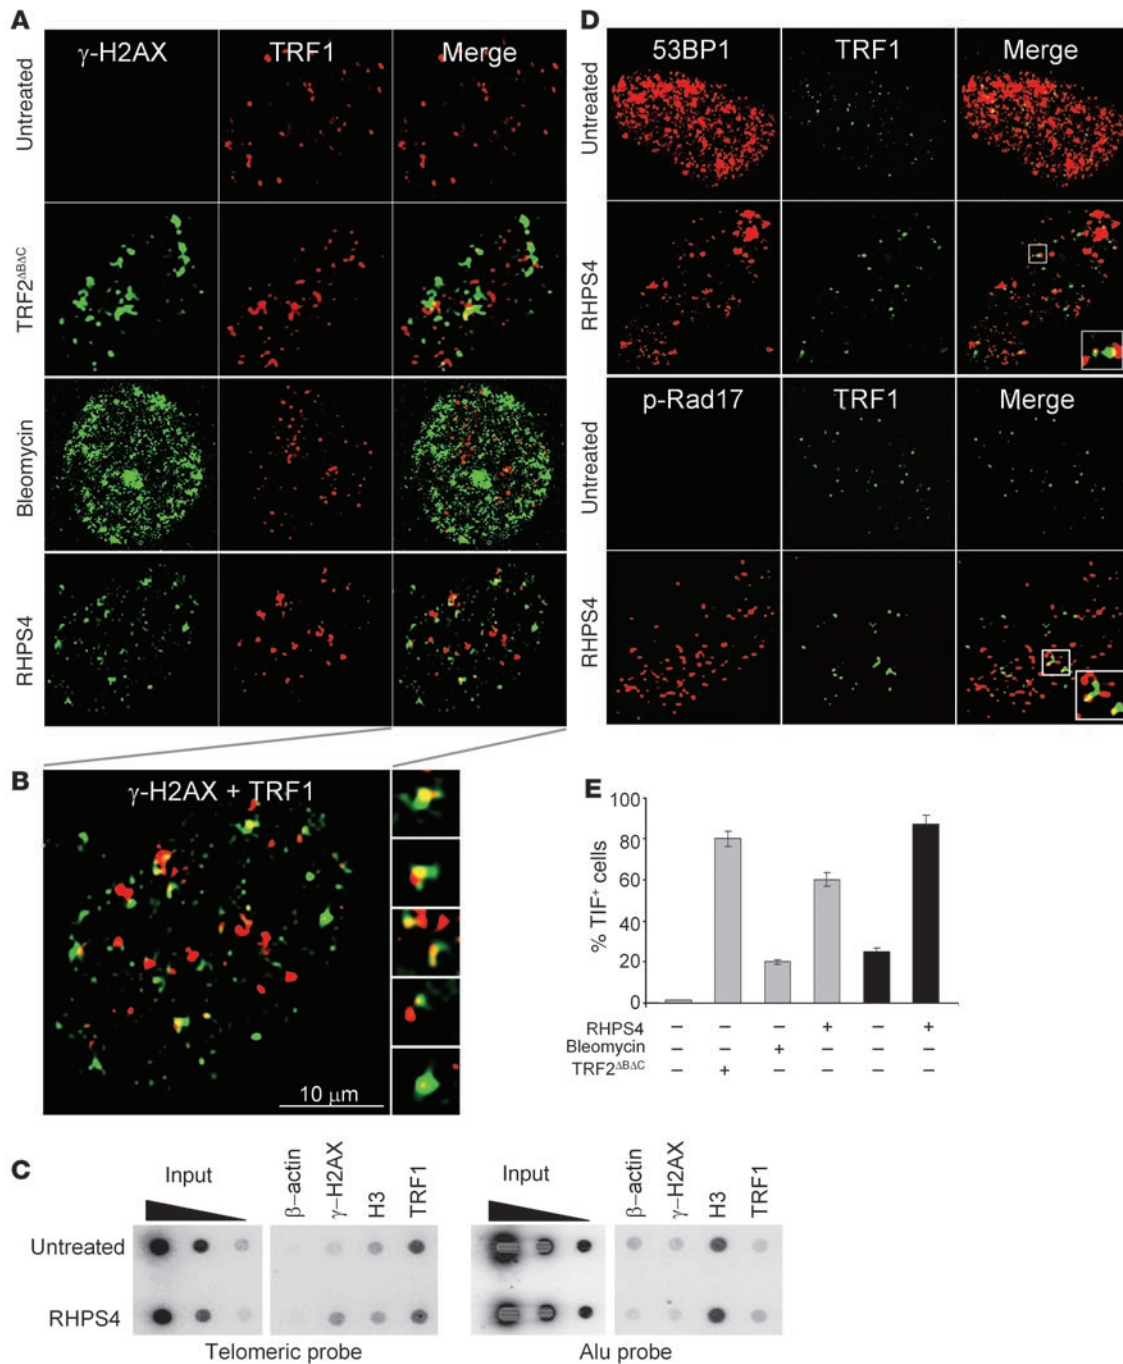 A
γ-H2AX TRF1 Merge
Untreated
TRF2ΔBΔC
Bleomycin
RHPS4
B
γ-H2AX + TRF1
10 μm
C
Input β-actin γ-H2AX H3 TRF1 Input β-actin γ-H2AX H3 TRF1
Untreated
RHPS4
Telomeric probe Alu probe
D
53BP1 TRF1 Merge
Untreated
RHPS4
p-Rad17 TRF1 Merge
Untreated
RHPS4
E
% TIF+ cells
100
80
60
40
20
0
RHPS4 – – – + – +
Bleomycin – – + – – –
TRF2ΔBΔC – + – – – –